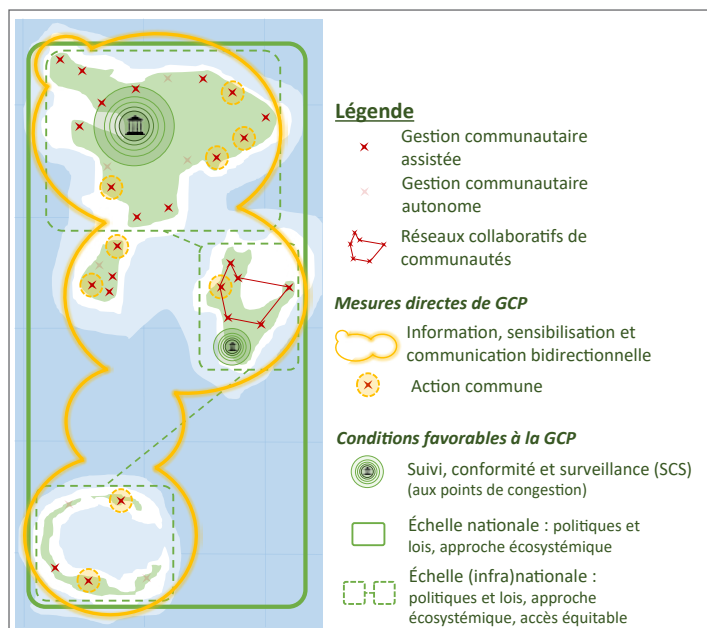 Légende
Gestion communautaire
assistée
Gestion communautaire
autonome
Réseaux collaboratifs de
communautés
Mesures directes de GCP
Information, sensibilisation et
communication bidirectionnelle
Action commune
Conditions favorables à la GCP
Suivi, conformité et surveillance (SCS)
(aux points de congestion)
Échelle nationale : politiques et
lois, approche écosystémique
Échelle (infra)nationale :
politiques et lois, approche
écosystémique, accès équitable